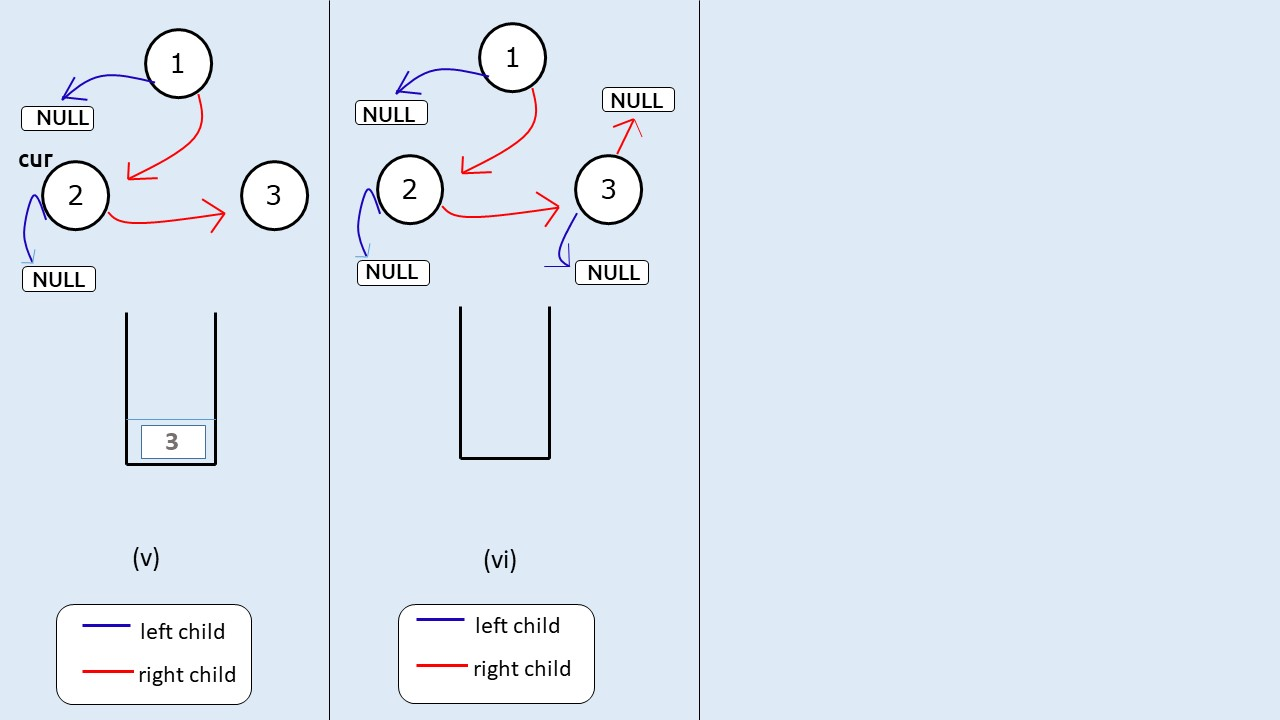 1
NULL
cur
2
3
NULL
3
(v)
left child
right child
1
NULL
NULL
2
3
NULL
NULL
(vi)
left child
right child